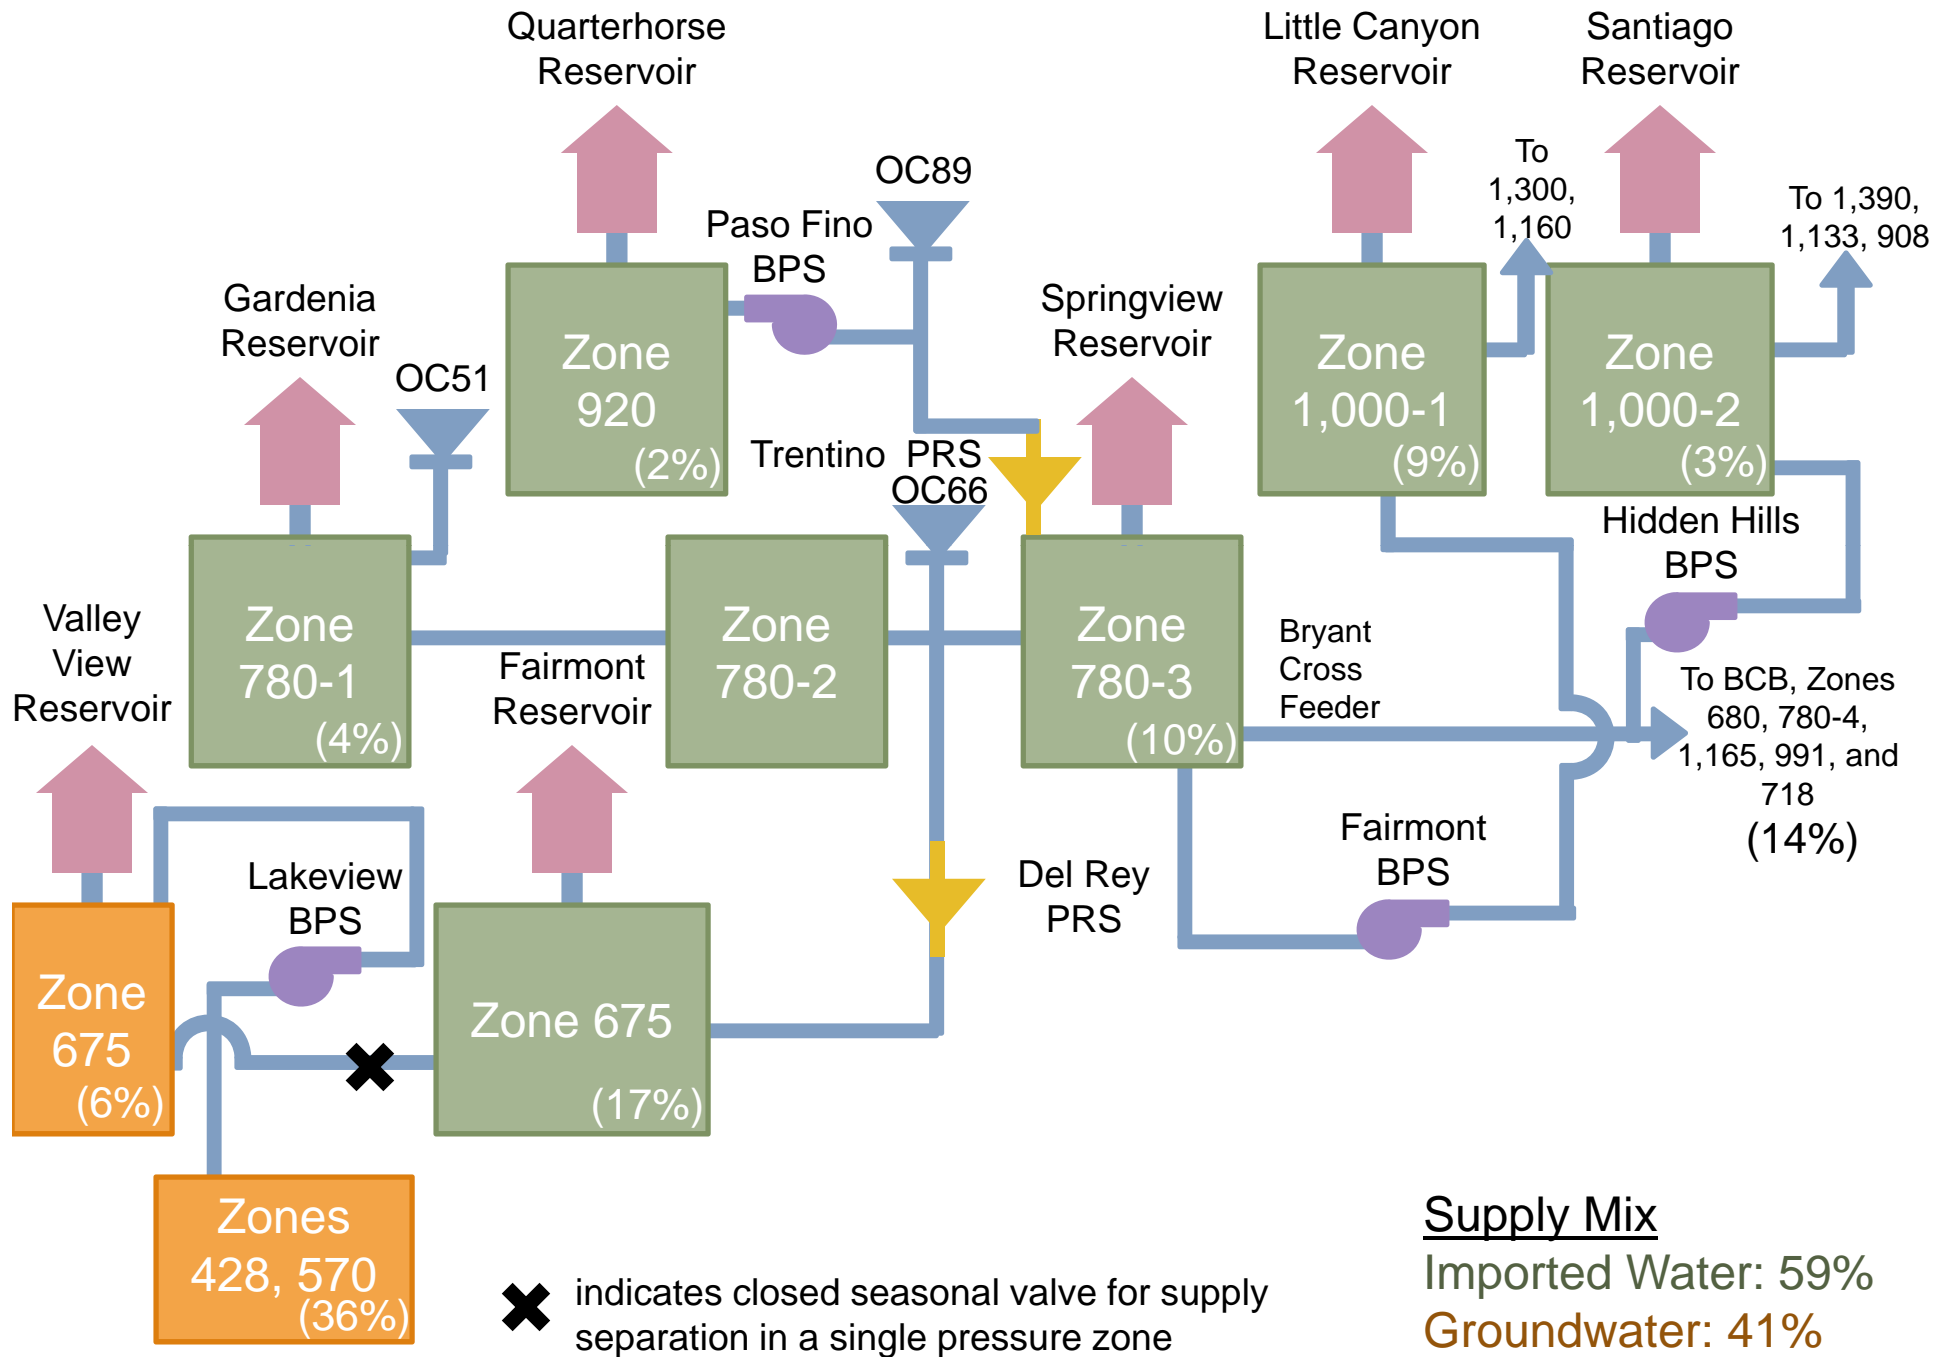 Quarterhorse
Reservoir
Little Canyon
Reservoir
Santiago
Reservoir
To
1,300,
1,160
To 1,390,
1,133, 908
OC89
Paso Fino
BPS
Gardenia
Reservoir
OC51
Springview
Reservoir
Zone
920
(2%)
Zone
1,000-1
(9%)
Zone
1,000-2
(3%)
Trentino PRS
OC66
Hidden Hills
BPS
Valley
View
Reservoir
Zone
780-1
(4%)
Fairmont
Reservoir
Zone
780-2
Zone
780-3
(10%)
Bryant
Cross
Feeder
To BCB, Zones
680, 780-4,
1,165, 991, and
718
(14%)
Lakeview
BPS
Del Rey
PRS
Fairmont
BPS
Zone
675
(6%)
Zone 675
(17%)
Zones
428, 570
(36%)
indicates closed seasonal valve for supply
separation in a single pressure zone
Supply Mix
Imported Water: 59%
Groundwater: 41%